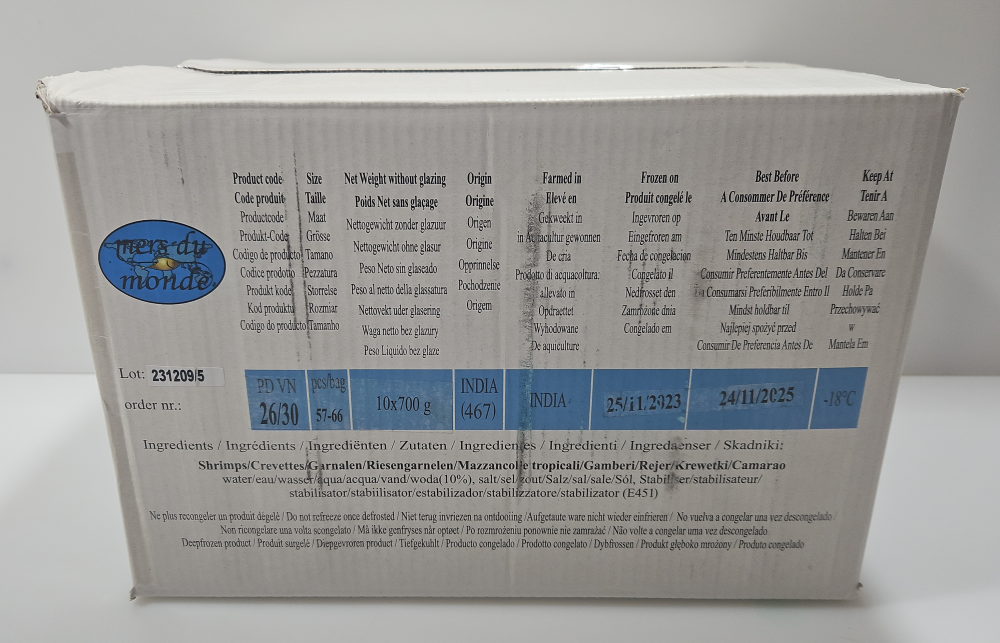 mers du
monde
Product code Size Net Weight without glazing Origin Farmed in Frozen on Best Before Keep At
Code produit Taille Poids Net sans glaçage Origine Elevé en Produit congelé le A Consommer De Préférence Tenir A
Productcode Maat Nettogewicht zonder glazuur Origen Gekweekt in Ingevroren op Avant Le Bewaren Aan
Produkt-Code Grösse Nettogewicht ohne glasur Origine in Aquacultur gewonnen Eingefroren am Ten Minste Houdbaar Tot Halten Bei
Codigo de producto Tamano Peso Neto sin glaseado Opprinnelse De cria Fecha de congelacion Mindestens Haltbar Bis Mantener En
Codice prodotto Pezzatura Peso al netto della glassatura Pochodzenie Prodotto di acquacoltura: Congelato il Consumir Preferentemente Antes Del Da Conservare
Produkt kode Storrelse Nettovekt uder glasering Origem allevato in Nedfrosset den Consumarsi Preferibilmente Entro Il Holde Pa
Kod produktu Rozmiar Waga netto bez glazury Opdraettet Zamrożone dnia Mindst holdbar til Przechowywać
Codigo do producto Tamanho Peso Liquido bez glaze Wyhodowane Congelado em Najlepiej spożyć przed w
De aquiculture Consumir De Preferencia Antes De Mantela Em
Lot: 231209/5
order nr.:
PD VN pcs/bag 10x700 g INDIA INDIA 25/11/2023 24/11/2025 -18°C
26/30 57-66 (467)
Ingredients / Ingrédients / Ingrediënten / Zutaten / Ingredientes / Ingredienti / Ingredaenser / Skadniki:
Shrimps/Crevettes/Garnalen/Riesengarnelen/Mazzancolle tropicali/Gamberi/Rejer/Krewetki/Camarao
water/eau/wasser/aqua/acqua/vand/woda(10%), salt/sel/zout/Salz/sal/sale/Sól, Stabiliser/stabilisateur/
stabilisator/stabiilisator/estabilizador/stabilizzatore/stabilizator (E451)
Ne plus recongeler un produit dégelé / Do not refreeze once defrosted / Niet terug invriezen na ontdooiing /Aufgetaute ware nicht wieder einfrieren / No vuelva a congelar una vez descongelado /
Non ricongelare una volta scongelato / Må ikke genfryses når optøet / Po rozmrożeniu ponownie nie zamrażać / Não volte a congelar uma vez descongelado
Deepfrozen product / Produit surgelé / Diepgevroren product / Tiefgekuhlt / Producto congelado / Prodotto congelato / Dybfrossen / Produkt głęboko mrożony / Produto congelado